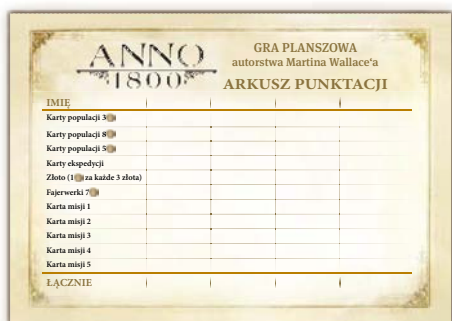 ANNO
1800
GRA PLANSZOWA
autorstwa Martina Wallace'a
ARKUSZ PUNKTACJI
IMIĘ
Karty populacji 3
Karty populacji 8
Karty populacji 5
Karty ekspedycji
Złoto (1 za każde 3 złota)
Fajerwerki 7
Karta misji 1
Karta misji 2
Karta misji 3
Karta misji 4
Karta misji 5
ŁĄCZNIE